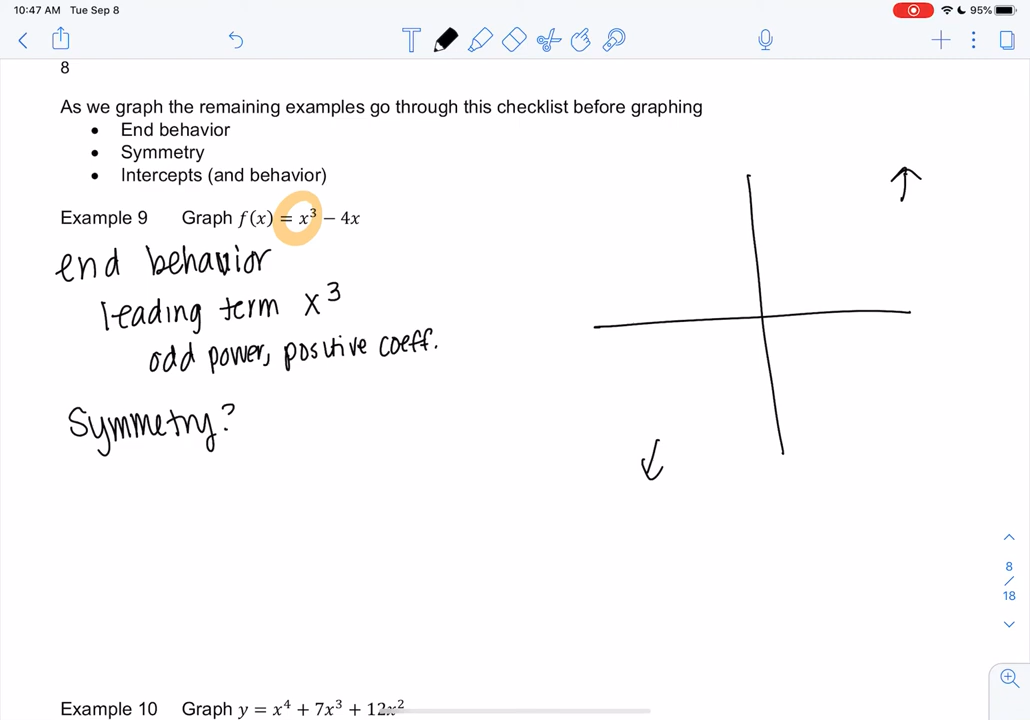 10:47 AM Tue Sep 8
95%
T
8
As we graph the remaining examples go through this checklist before graphing
• End behavior
• Symmetry
• Intercepts (and behavior)
Example 9 Graph f(x) = x³ − 4x
end behavior
leading term x³
odd power, positive coeff.
Symmetry?
8
/
18
Example 10 Graph y = x⁴ + 7x³ + 12x²